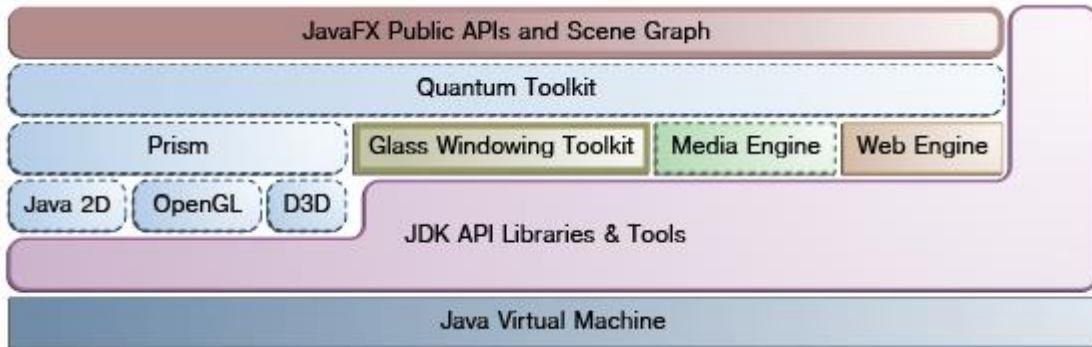 JavaFX Public APIs and Scene Graph
Quantum Toolkit
Prism
Glass Windowing Toolkit
Media Engine
Web Engine
Java 2D
OpenGL
D3D
JDK API Libraries & Tools
Java Virtual Machine